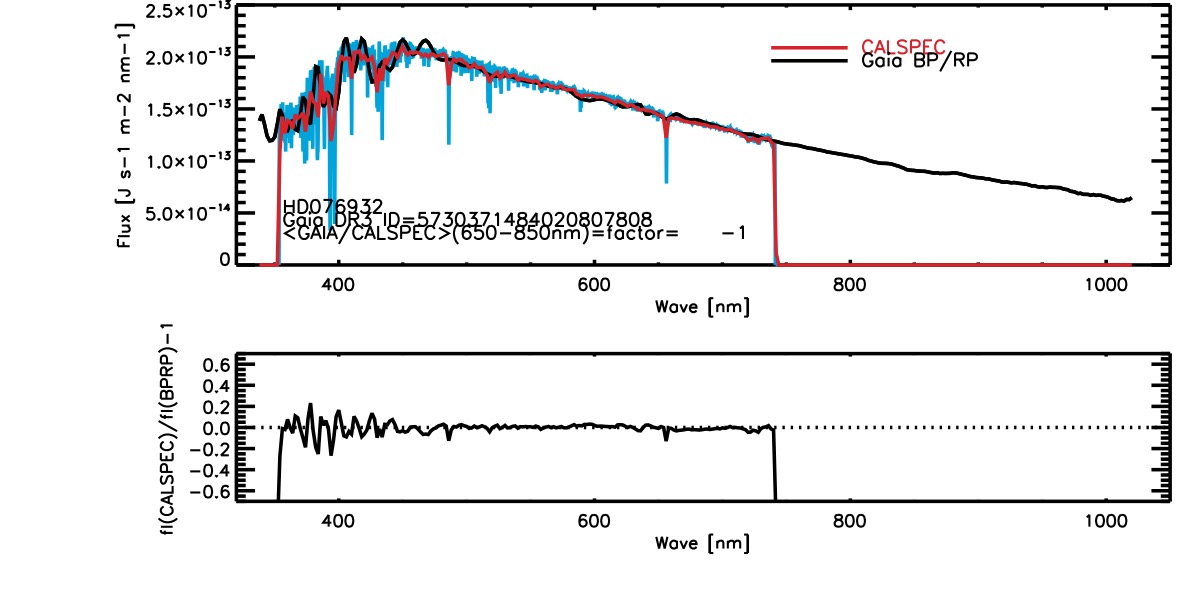 2.5×10−13
2.0×10−13
1.5×10−13
1.0×10−13
5.0×10−14
0
Flux [J s−1 m−2 nm−1]
CALSPEC
Gaia BP/RP
HD076932
Gaia DR3 ID=5730371484020807808
<GAIA/CALSPEC>(650−850nm)=factor= −1
400 600 800 1000
Wave [nm]
fl(CALSPEC)/fl(BPRP)−1
0.6
0.4
0.2
0.0
−0.2
−0.4
−0.6
400 600 800 1000
Wave [nm]